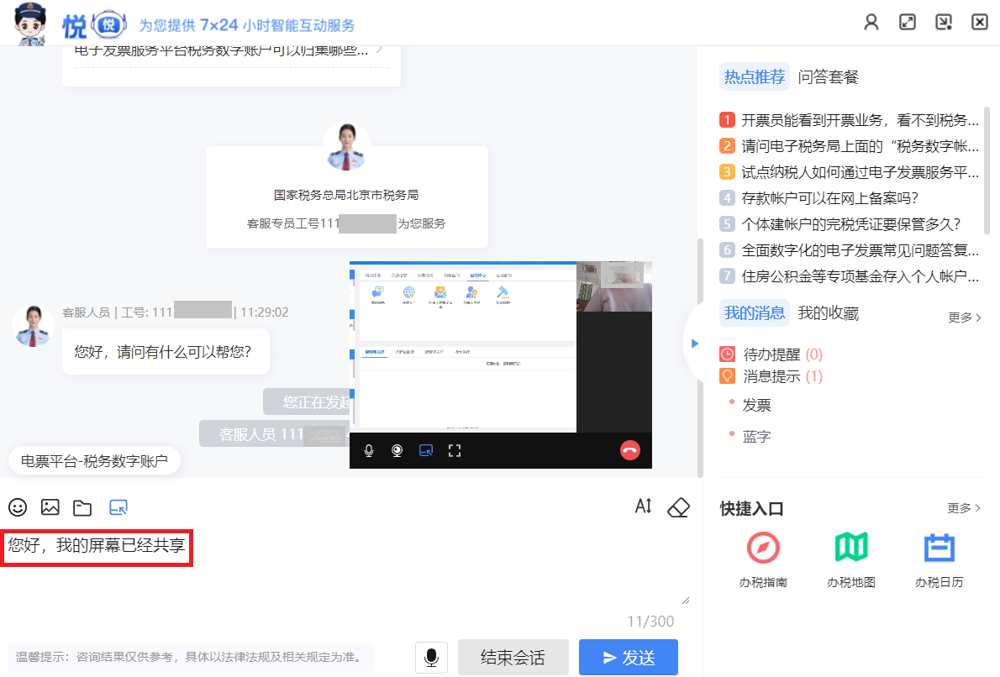 悦 悦 为您提供 7×24 小时智能互动服务
电子发票服务平台税务数字账户可以归集哪些...
国家税务总局北京市税务局
客服专员工号111 为您服务
客服人员 | 工号: 111 | 11:29:02
您好，请问有什么可以帮您?
您正在发起
客服人员 111
电票平台-税务数字账户
您好，我的屏幕已经共享
11/300
温馨提示：咨询结果仅供参考，具体以法律法规及相关规定为准。
结束会话
发送
热点推荐 问答套餐
1 开票员能看到开票业务，看不到税务...
2 请问电子税务局上面的“税务数字帐...
3 试点纳税人如何通过电子发票服务平...
4 存款帐户可以在网上备案吗?
5 个体建帐户的完税凭证要保管多久?
6 全面数字化的电子发票常见问题答复...
7 住房公积金等专项基金存入个人帐户...
我的消息 我的收藏 更多
待办提醒 (0)
消息提示 (1)
发票
蓝字
快捷入口 更多
办税指南 办税地图 办税日历